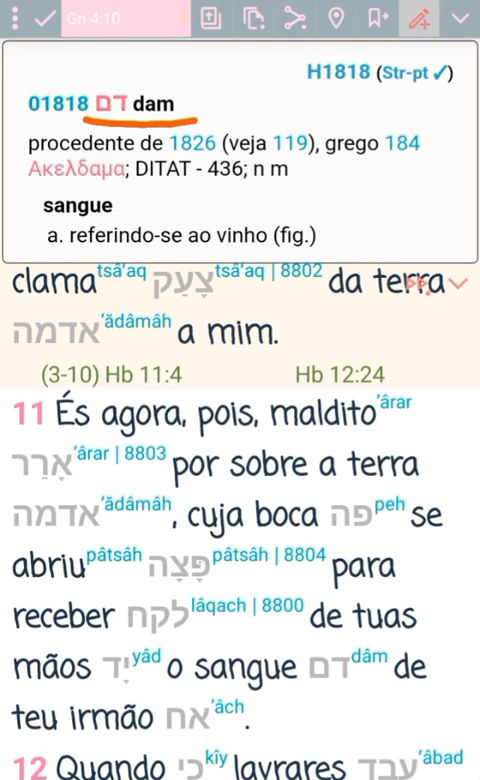 Gn 4:10
H1818 (Str-pt ✓)
01818 דם dam
procedente de 1826 (veja 119), grego 184
Ακελδαμα; DITAT - 436; n m
sangue
a. referindo-se ao vinho (fig.)
clama tsâ‘aq צָעַק tsâ‘aq | 8802 da terra
אדמה ’ădâmâh a mim.
(3-10) Hb 11:4 Hb 12:24
11 És agora, pois, maldito ’ârar
אָרַר ’ârar | 8803 por sobre a terra
אדמה ’ădâmâh, cuja boca פה peh se
abriu pâtsâh פָּצָה pâtsâh | 8804 para
receber לקח lâqach | 8800 de tuas
mãos יָד yâd o sangue דם dâm de
teu irmão אח ’âch.
12 Quando כי kîy lavrares עבד ‘âbad